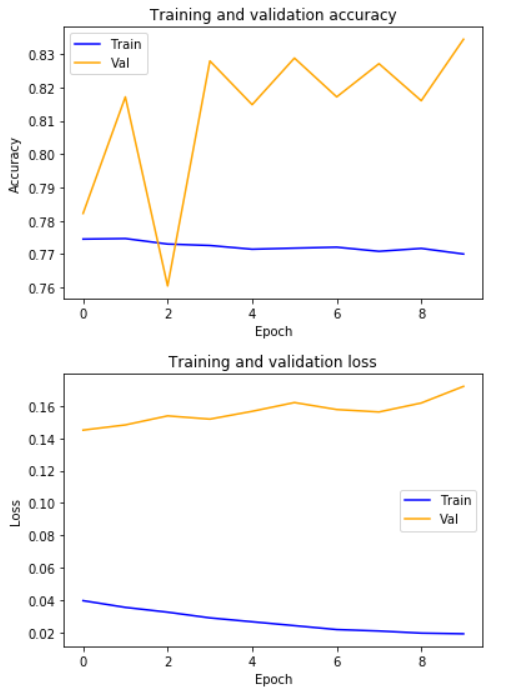 Training and validation accuracy
Train
Val
0.83
0.82
0.81
0.80
0.79
0.78
0.77
0.76
Accuracy
0 2 4 6 8
Epoch
Training and validation loss
0.16
0.14
0.12
0.10
0.08
0.06
0.04
0.02
Loss
Train
Val
0 2 4 6 8
Epoch